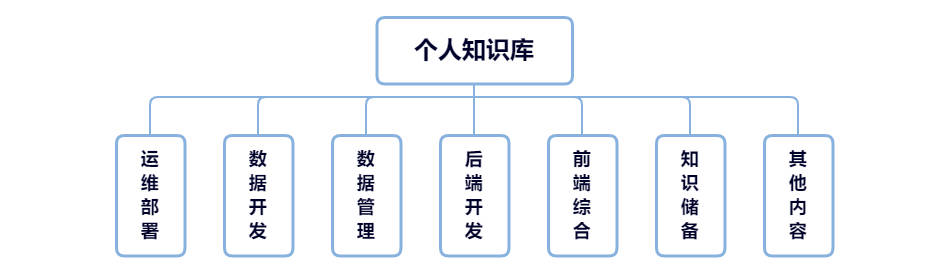 个人知识库
运维部署
数据开发
数据管理
后端开发
前端综合
知识储备
其他内容